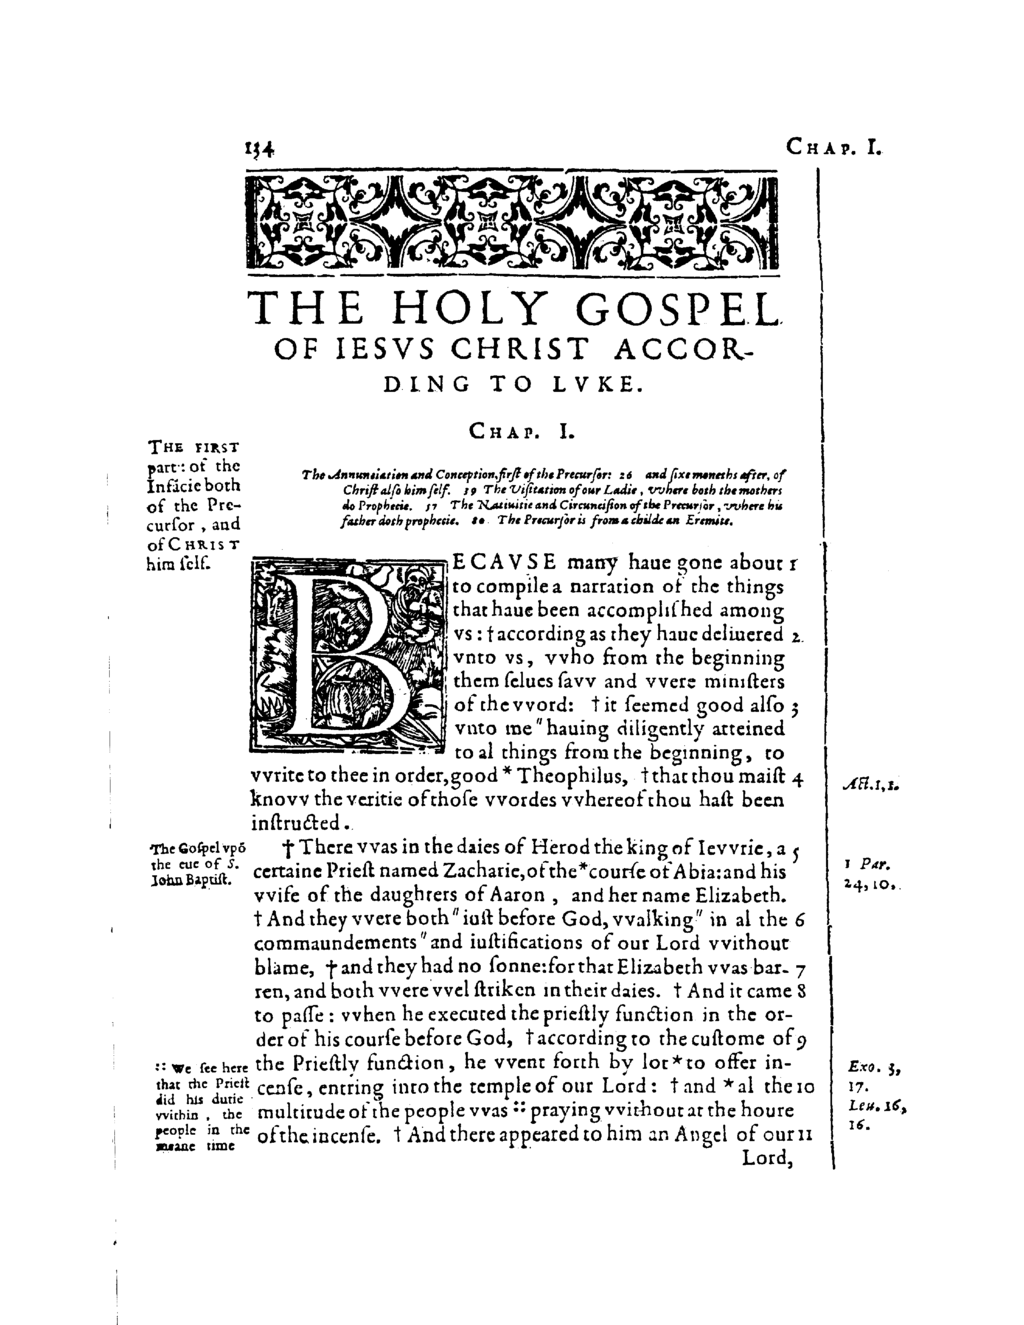 134
CHAP. I.
THE HOLY GOSPEL
OF IESVS CHRIST ACCOR-
DING TO LVKE.
CHAP. I.
The Annunciation and Conception, first of the Precursor: 26 and sixe moneths after, of
Chriſt alſo him ſelf. 39 The Viſitation of our Ladie, vvhere both the mothers
do Prophecie. 57 The Natiuitie and Circunciſion of the Precurſor, vvhere his
father doth prophecie. 80 The Precurſor is from a childe an Eremite.
THE FIRST
part: of the
Infācie both
of the Pre-
curſor, and
of CHRIST
him ſelf.
BECAVSE many haue gone about 1
to compile a narration of the things
that haue been accompliſhed among
vs: † according as they haue deliuered 2
vnto vs, vvho from the beginning
them ſelues ſavv and vvere miniſters
of the vvord: † it ſeemed good alſo 3
vnto me " hauing diligently atteined
to al things from the beginning, to
vvrite to thee in order, good * Theophilus, † that thou maiſt 4
knovv the veritie of thoſe vvordes vvhereof thou haſt been
inſtructed.
Act. 1, 1.
The Goſpel vpō
the eue of S.
John Baptiſt.
† There vvas in the daies of Herod the king of Ievvrie, a 5
certaine Prieſt named Zacharie, of the * courſe of Abia: and his
vvife of the daughters of Aaron, and her name Elizabeth.
† And they vvere both " iuſt before God, vvalking " in al the 6
commaundements " and iuſtifications of our Lord vvithout
blame, † and they had no ſonne: for that Elizabeth vvas bar- 7
ren, and both vvere vvel ſtriken in their daies. † And it came 8
to paſſe: vvhen he executed the prieſtly function in the or-
der of his courſe before God, † according to the cuſtome of 9
the Prieſtly function, he vvent forth by lot * to offer in-
cenſe, entring into the temple of our Lord: † and * al the 10
multitude of the people vvas :: praying vvithout at the houre
of the incenſe. † And there appeared to him an Angel of our 11
Lord,
1 Par.
24, 10.
:: We ſee here
that the Prieſt
did his dutie
vvithin, the
people in the
meane time
Exo. 3,
17.
Leu. 16,
16.